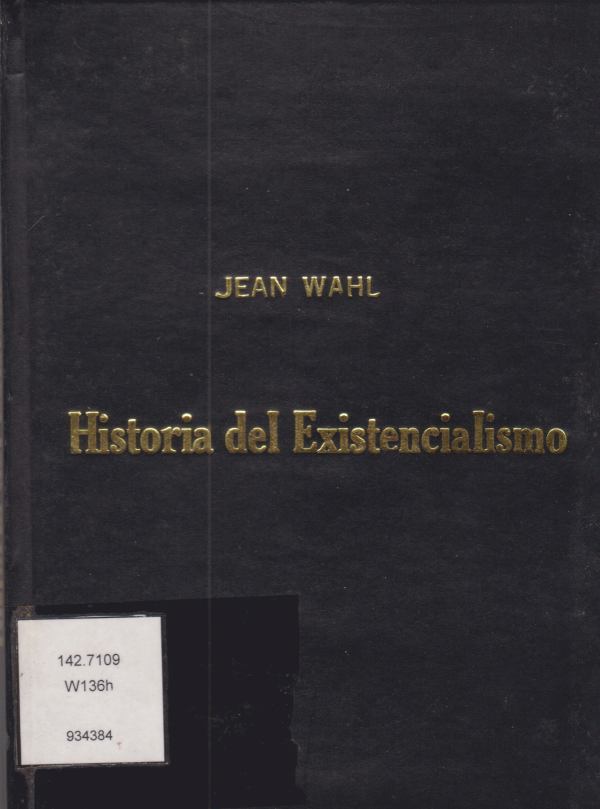 JEAN WAHL
Historia del Existencialismo
142.7109
W136h
934384